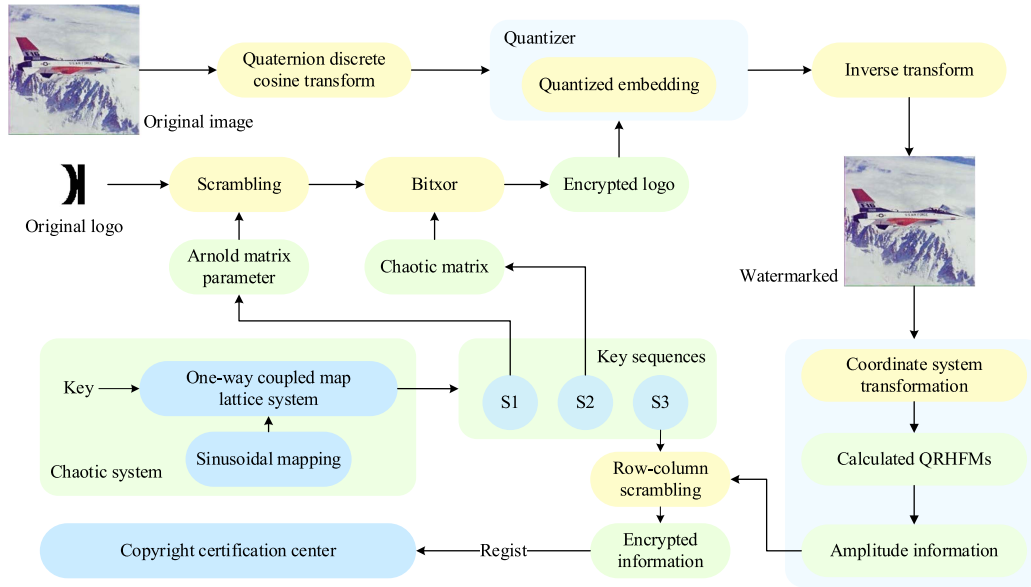 Quaternion discrete
cosine transform
Quantizer
Quantized embedding
Inverse transform
Original image
Scrambling
Bitxor
Encrypted logo
Original logo
Arnold matrix
parameter
Chaotic matrix
Watermarked
Key sequences
Key
One-way coupled map
lattice system
S1
S2
S3
Sinusoidal mapping
Chaotic system
Coordinate system
transformation
Calculated QRHFMs
Row-column
scrambling
Amplitude information
Encrypted
information
Regist
Copyright certification center